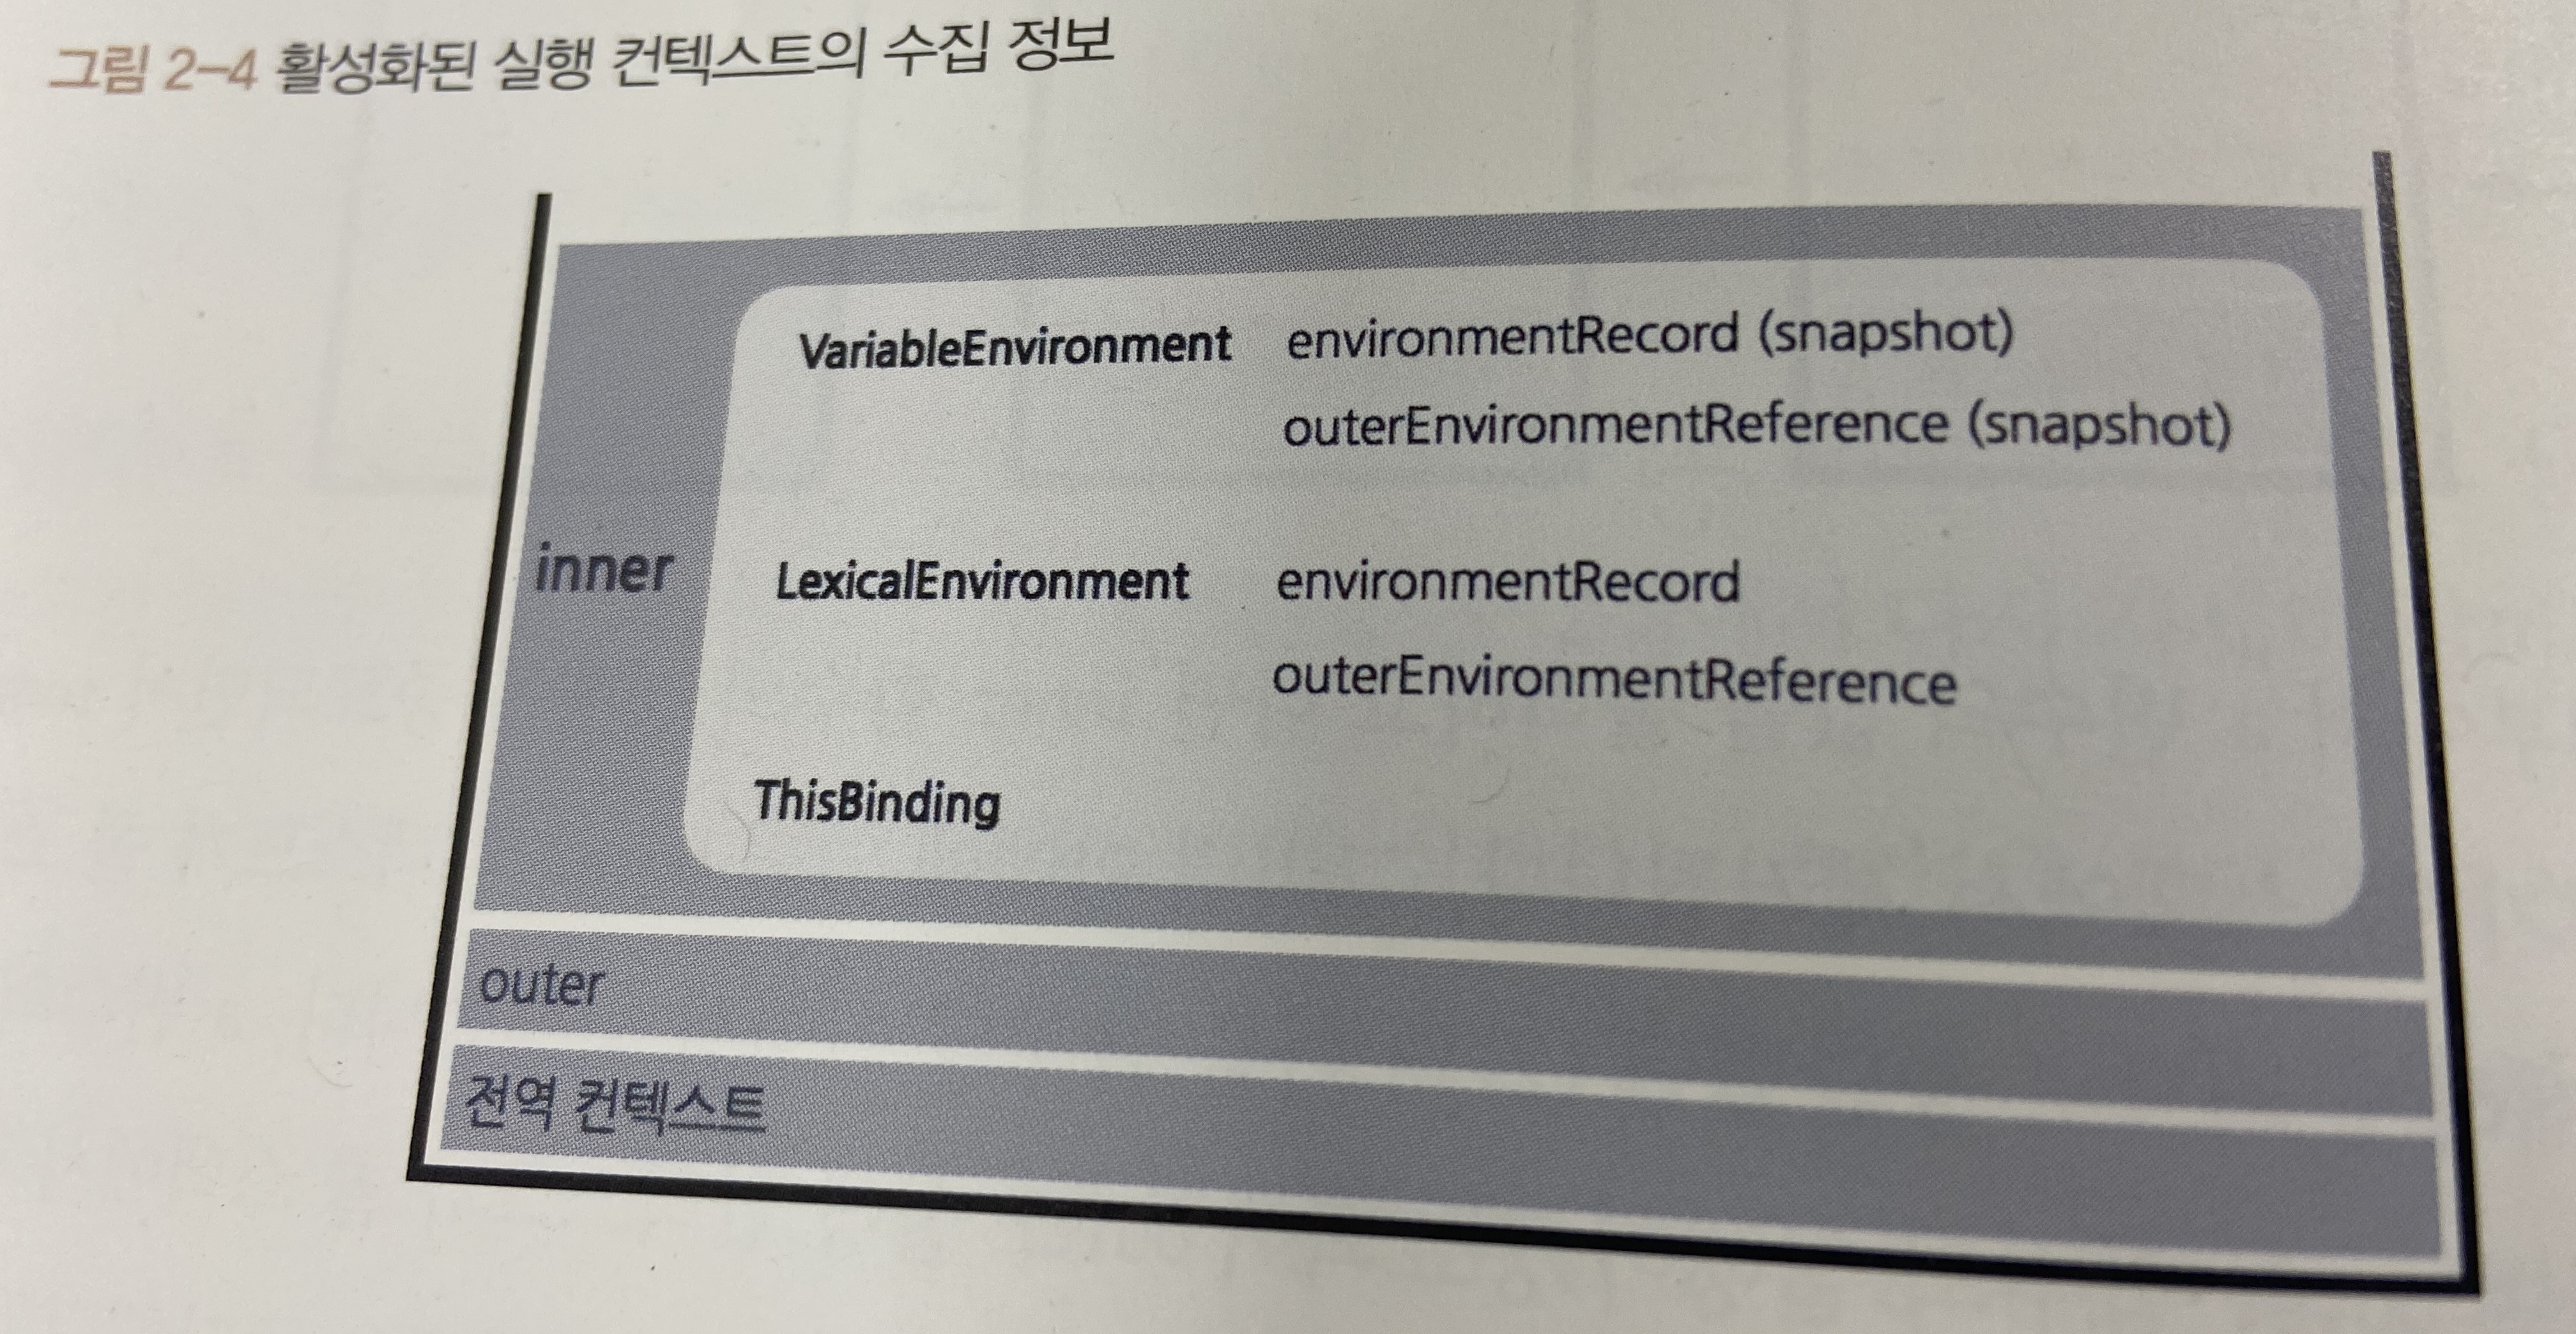 그림 2-4 활성화된 실행 컨텍스트의 수집 정보
VariableEnvironment environmentRecord (snapshot)
outerEnvironmentReference (snapshot)
inner LexicalEnvironment environmentRecord
outerEnvironmentReference
ThisBinding
outer
전역 컨텍스트